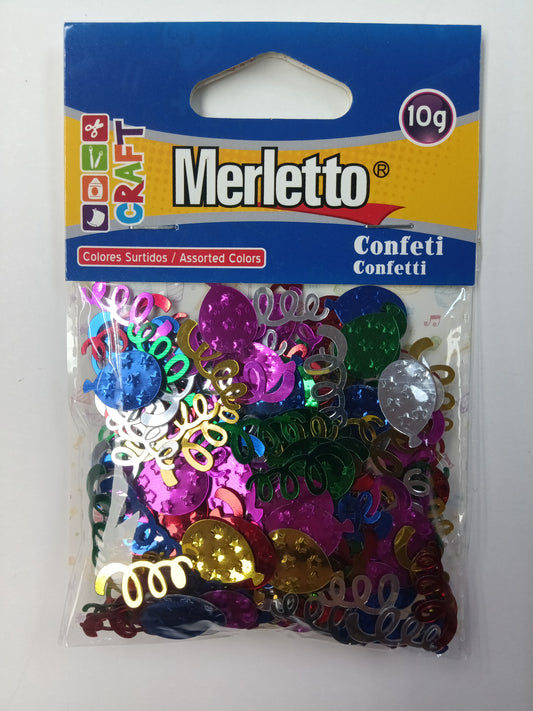 10g
CRAFT
Merletto®
Colores Surtidos / Assorted Colors
Confeti
Confetti